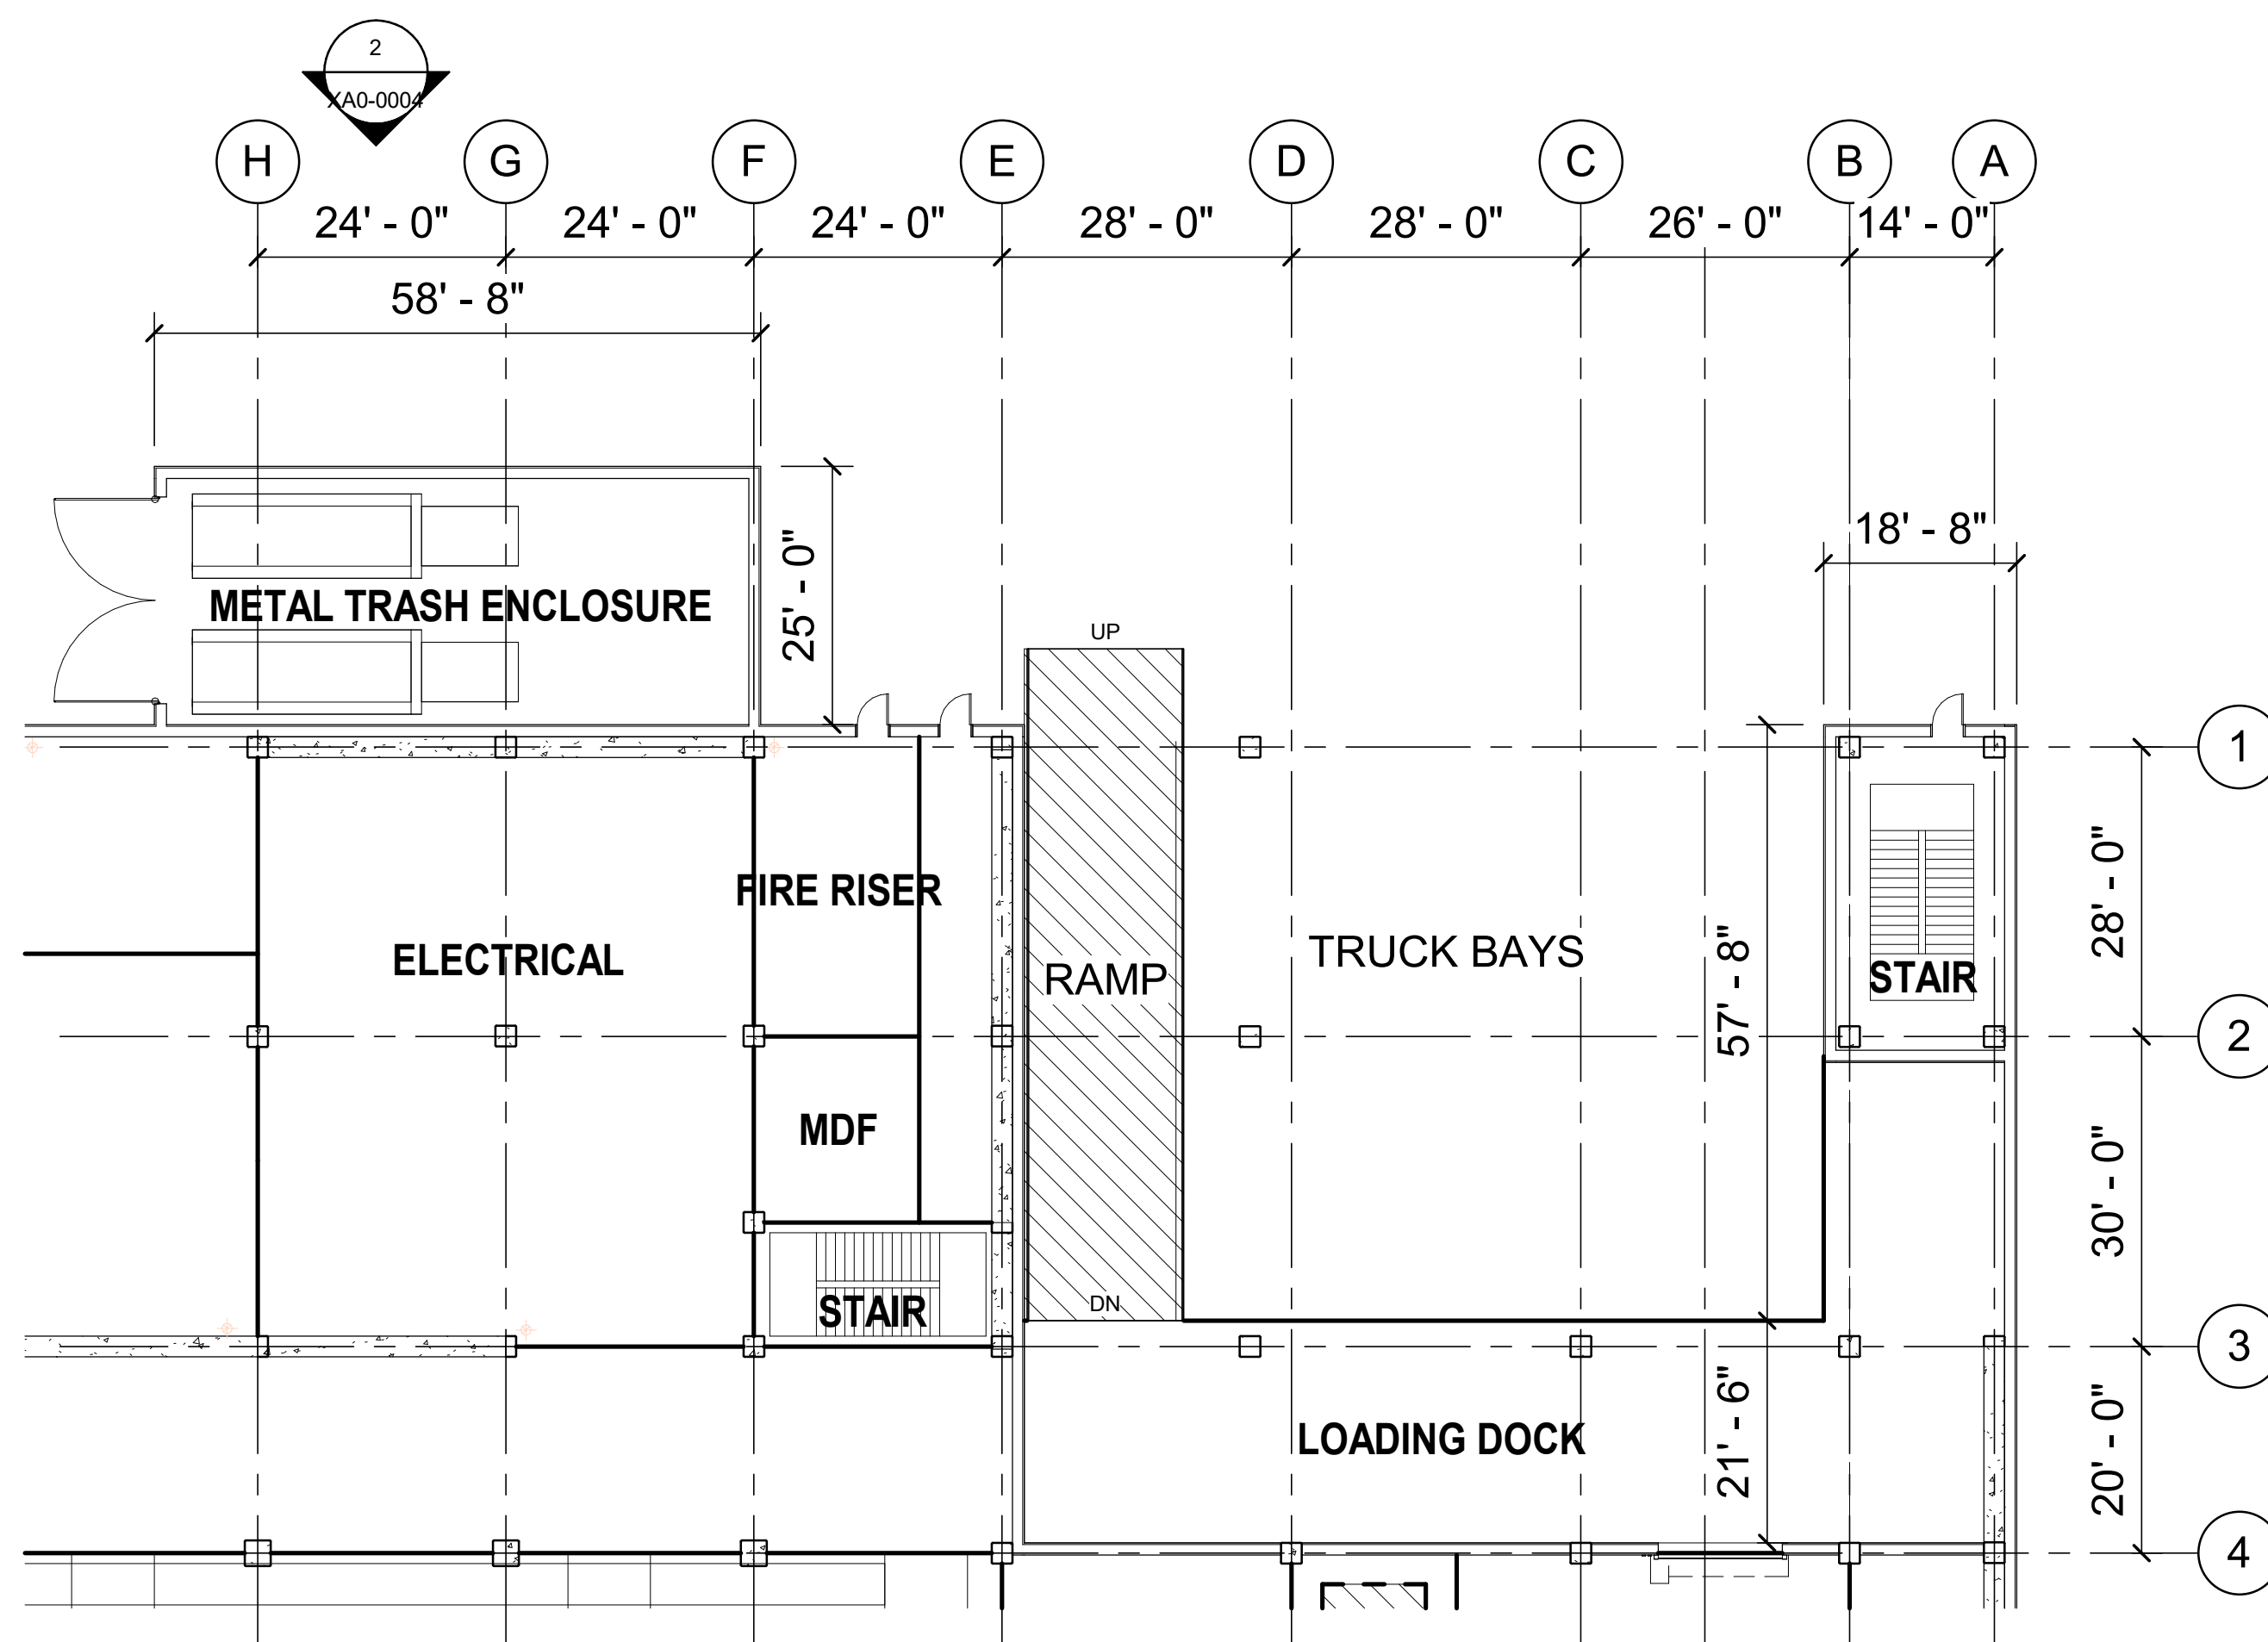 2
XA0-0004
H
G
F
E
D
C
B
A
24' - 0"
24' - 0"
24' - 0"
28' - 0"
28' - 0"
26' - 0"
14' - 0"
58' - 8"
25' - 0"
18' - 8"
METAL TRASH ENCLOSURE
UP
1
28' - 0"
FIRE RISER
ELECTRICAL
RAMP
TRUCK BAYS
57' - 8"
STAIR
2
MDF
30' - 0"
STAIR
DN
3
LOADING DOCK
21' - 6"
20' - 0"
4